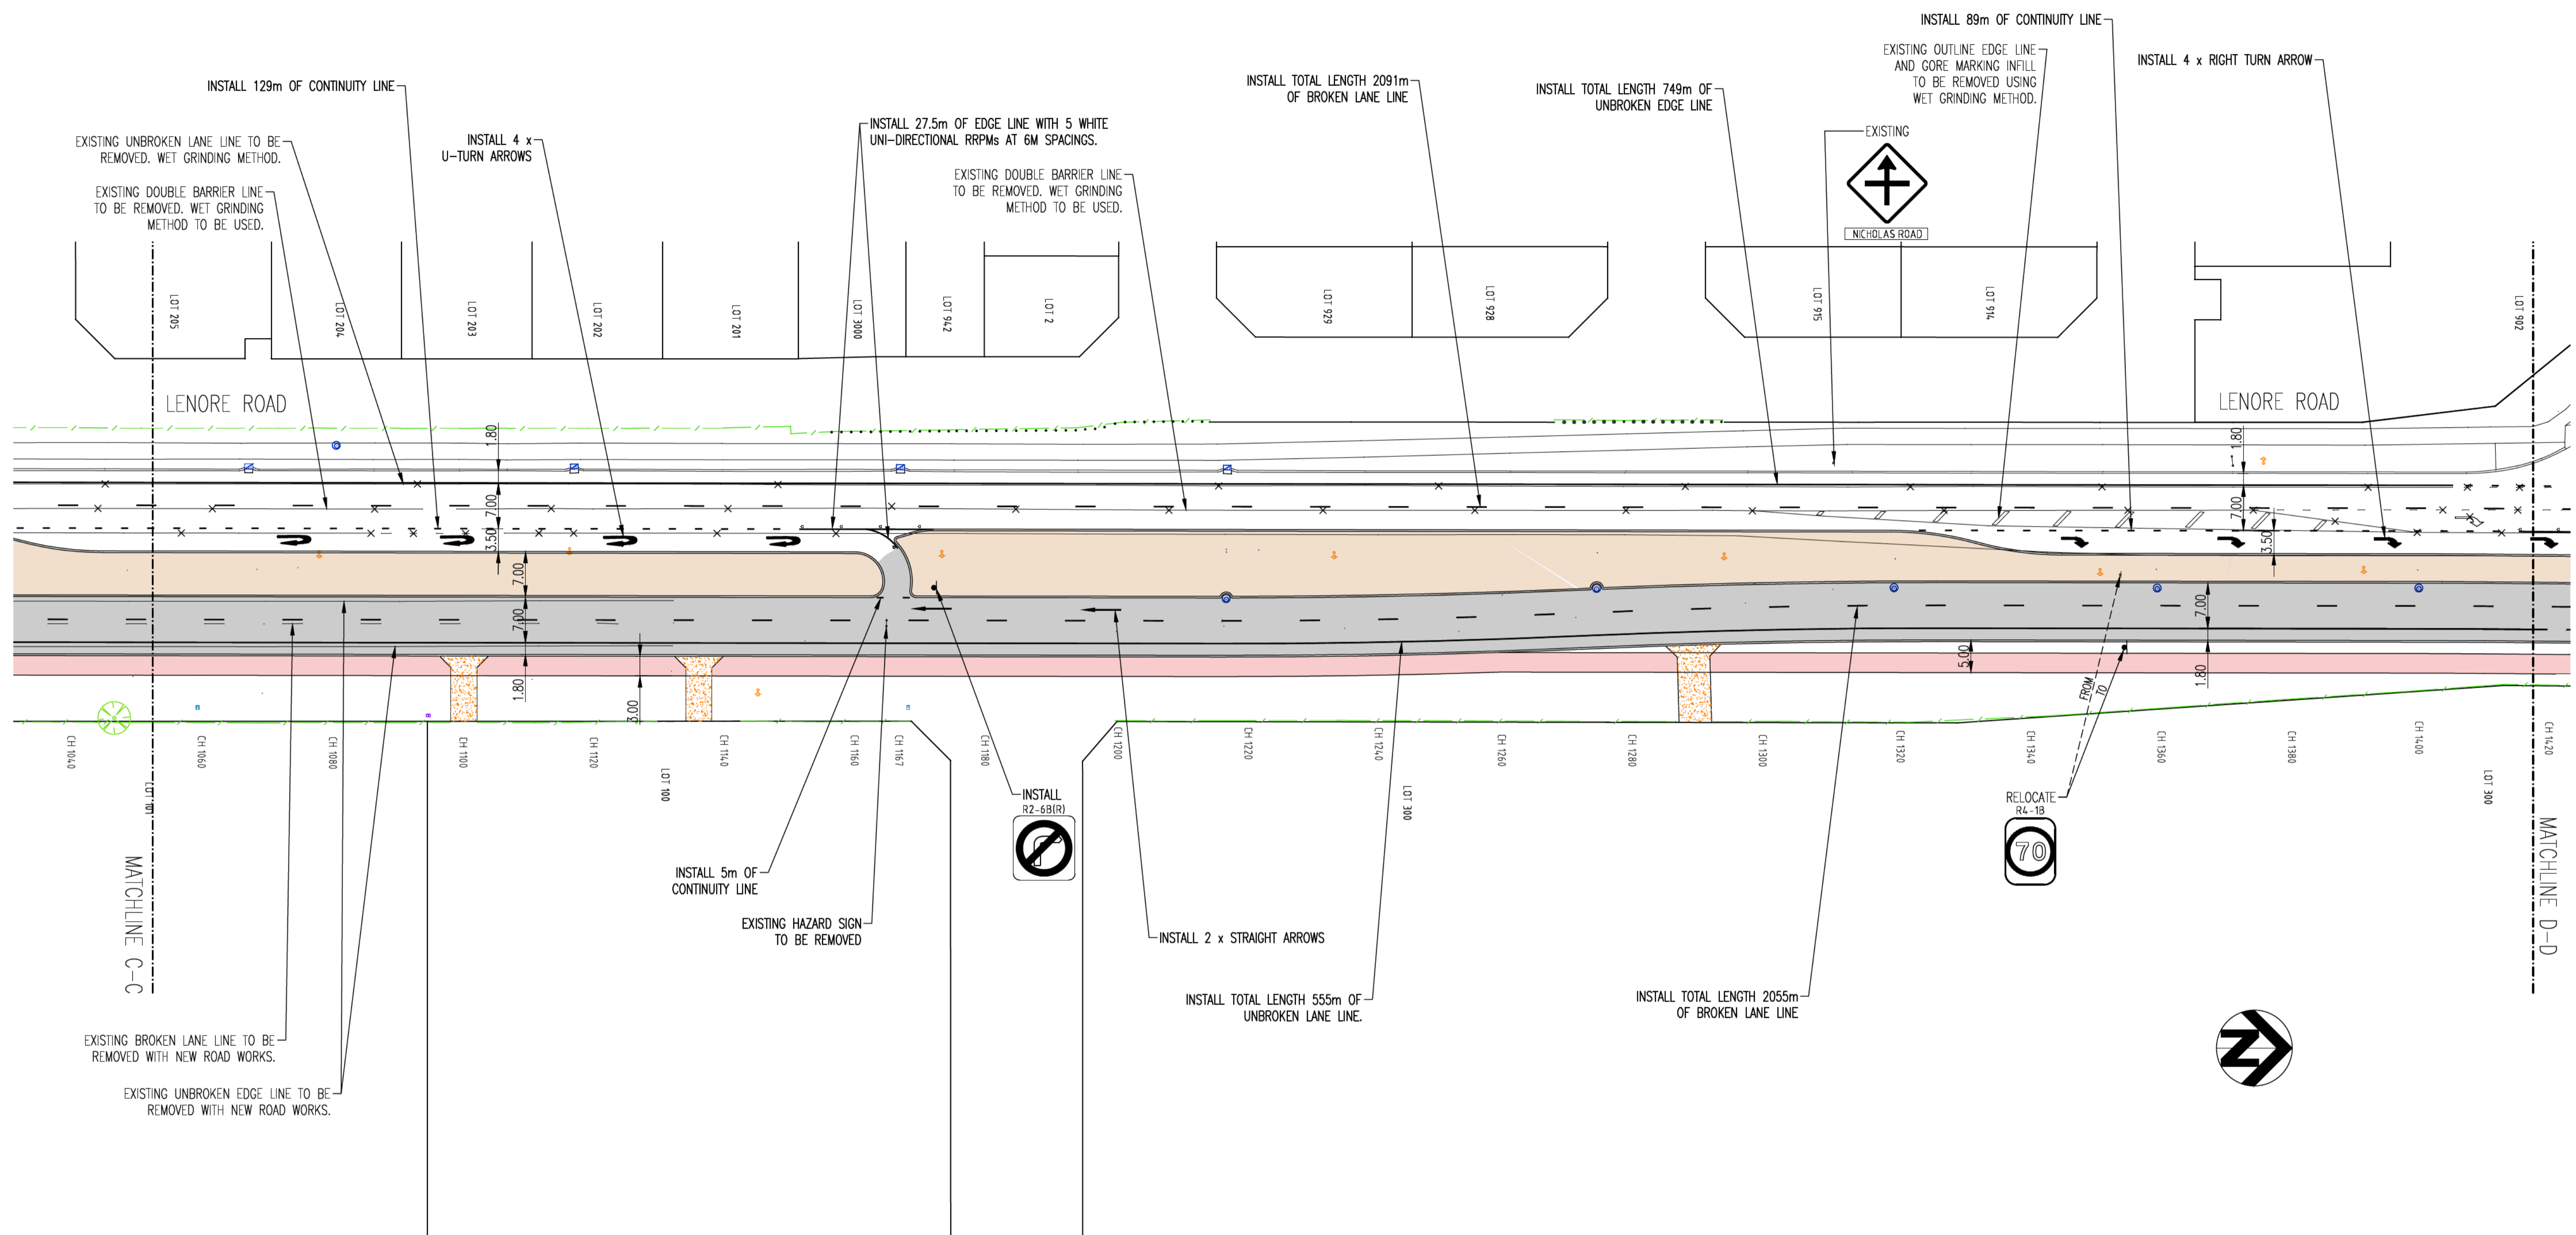 INSTALL 89m OF CONTINUITY LINE
EXISTING OUTLINE EDGE LINE
AND GORE MARKING INFILL
TO BE REMOVED USING
WET GRINDING METHOD.
INSTALL 4 x RIGHT TURN ARROW
INSTALL 129m OF CONTINUITY LINE
INSTALL TOTAL LENGTH 2091m
OF BROKEN LANE LINE
INSTALL TOTAL LENGTH 749m OF
UNBROKEN EDGE LINE
EXISTING UNBROKEN LANE LINE TO BE
REMOVED. WET GRINDING METHOD.
INSTALL 4 x
U-TURN ARROWS
INSTALL 27.5m OF EDGE LINE WITH 5 WHITE
UNI-DIRECTIONAL RRPMs AT 6M SPACINGS.
EXISTING
NICHOLAS ROAD
EXISTING DOUBLE BARRIER LINE
TO BE REMOVED. WET GRINDING
METHOD TO BE USED.
EXISTING DOUBLE BARRIER LINE
TO BE REMOVED. WET GRINDING
METHOD TO BE USED.
LOT 205
LOT 204
LOT 203
LOT 202
LOT 201
LOT 3000
LOT 942
LOT 2
LOT 929
LOT 928
LOT 915
LOT 914
LOT 902
LENORE ROAD
LENORE ROAD
1.80
7.00
3.50
7.00
7.00
1.80
3.00
1.80
7.00
3.50
7.00
5.00
1.80
FROM
TO
CH 1040
CH 1060
CH 1080
CH 1100
CH 1120
CH 1140
CH 1160
CH 1167
CH 1180
CH 1200
CH 1220
CH 1240
CH 1260
CH 1280
CH 1300
CH 1320
CH 1340
CH 1360
CH 1380
CH 1400
CH 1420
LOT 100
LOT 300
LOT 300
INSTALL
R2-6B(R)
RELOCATE
R4-1B
70
MATCHLINE C-C
MATCHLINE D-D
INSTALL 5m OF
CONTINUITY LINE
EXISTING HAZARD SIGN
TO BE REMOVED
INSTALL 2 x STRAIGHT ARROWS
INSTALL TOTAL LENGTH 555m OF
UNBROKEN LANE LINE.
INSTALL TOTAL LENGTH 2055m
OF BROKEN LANE LINE
EXISTING BROKEN LANE LINE TO BE
REMOVED WITH NEW ROAD WORKS.
EXISTING UNBROKEN EDGE LINE TO BE
REMOVED WITH NEW ROAD WORKS.
N